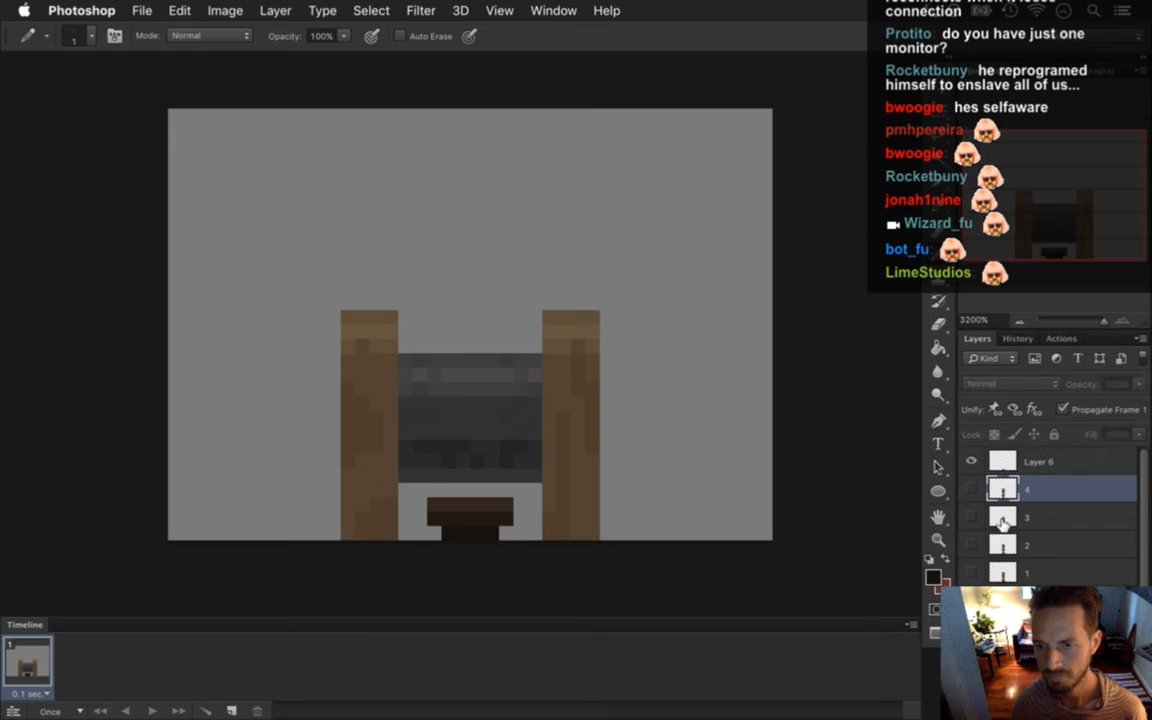 Photoshop File Edit Image Layer Type Select Filter 3D View Window Help
1 Mode: Normal Opacity: 100% Auto Erase
connection
Protito do you have just one
monitor?
Rocketbuny he reprogramed
himself to enslave all of us...
bwoogie hes selfaware
pmhpereira
bwoogie
Rocketbuny
jonah1nine
Wizard_fu
bot_fu
LimeStudios
3200%
Layers History Actions
Kind
Normal Opacity: 100%
Unify: Propagate Frame 1
Lock: Fill:
Layer 6
4
3
2
1
Timeline
1
0.1 sec.
Once